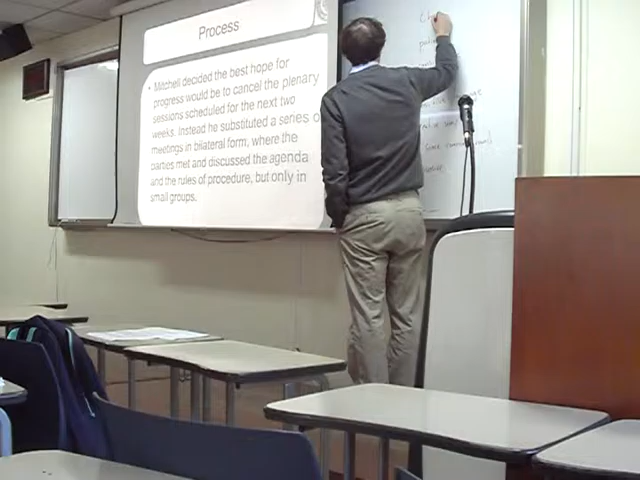 Process
• Mitchell decided the best hope for
progress would be to cancel the plenary
sessions scheduled for the next two
weeks. Instead he substituted a series o
meetings in bilateral form, where the
parties met and discussed the agenda
and the rules of procedure, but only in
small groups.